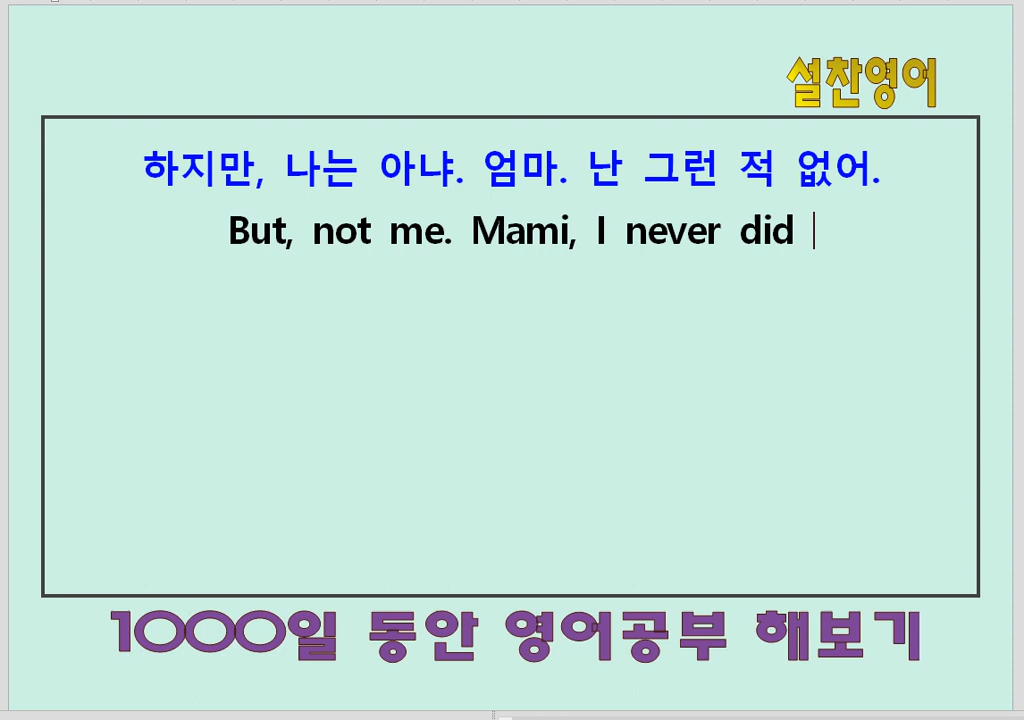 설찬영어
하지만, 나는 아냐. 엄마. 난 그런 적 없어.
But, not me. Mami, I never did
1000일 동안 영어공부 해보기